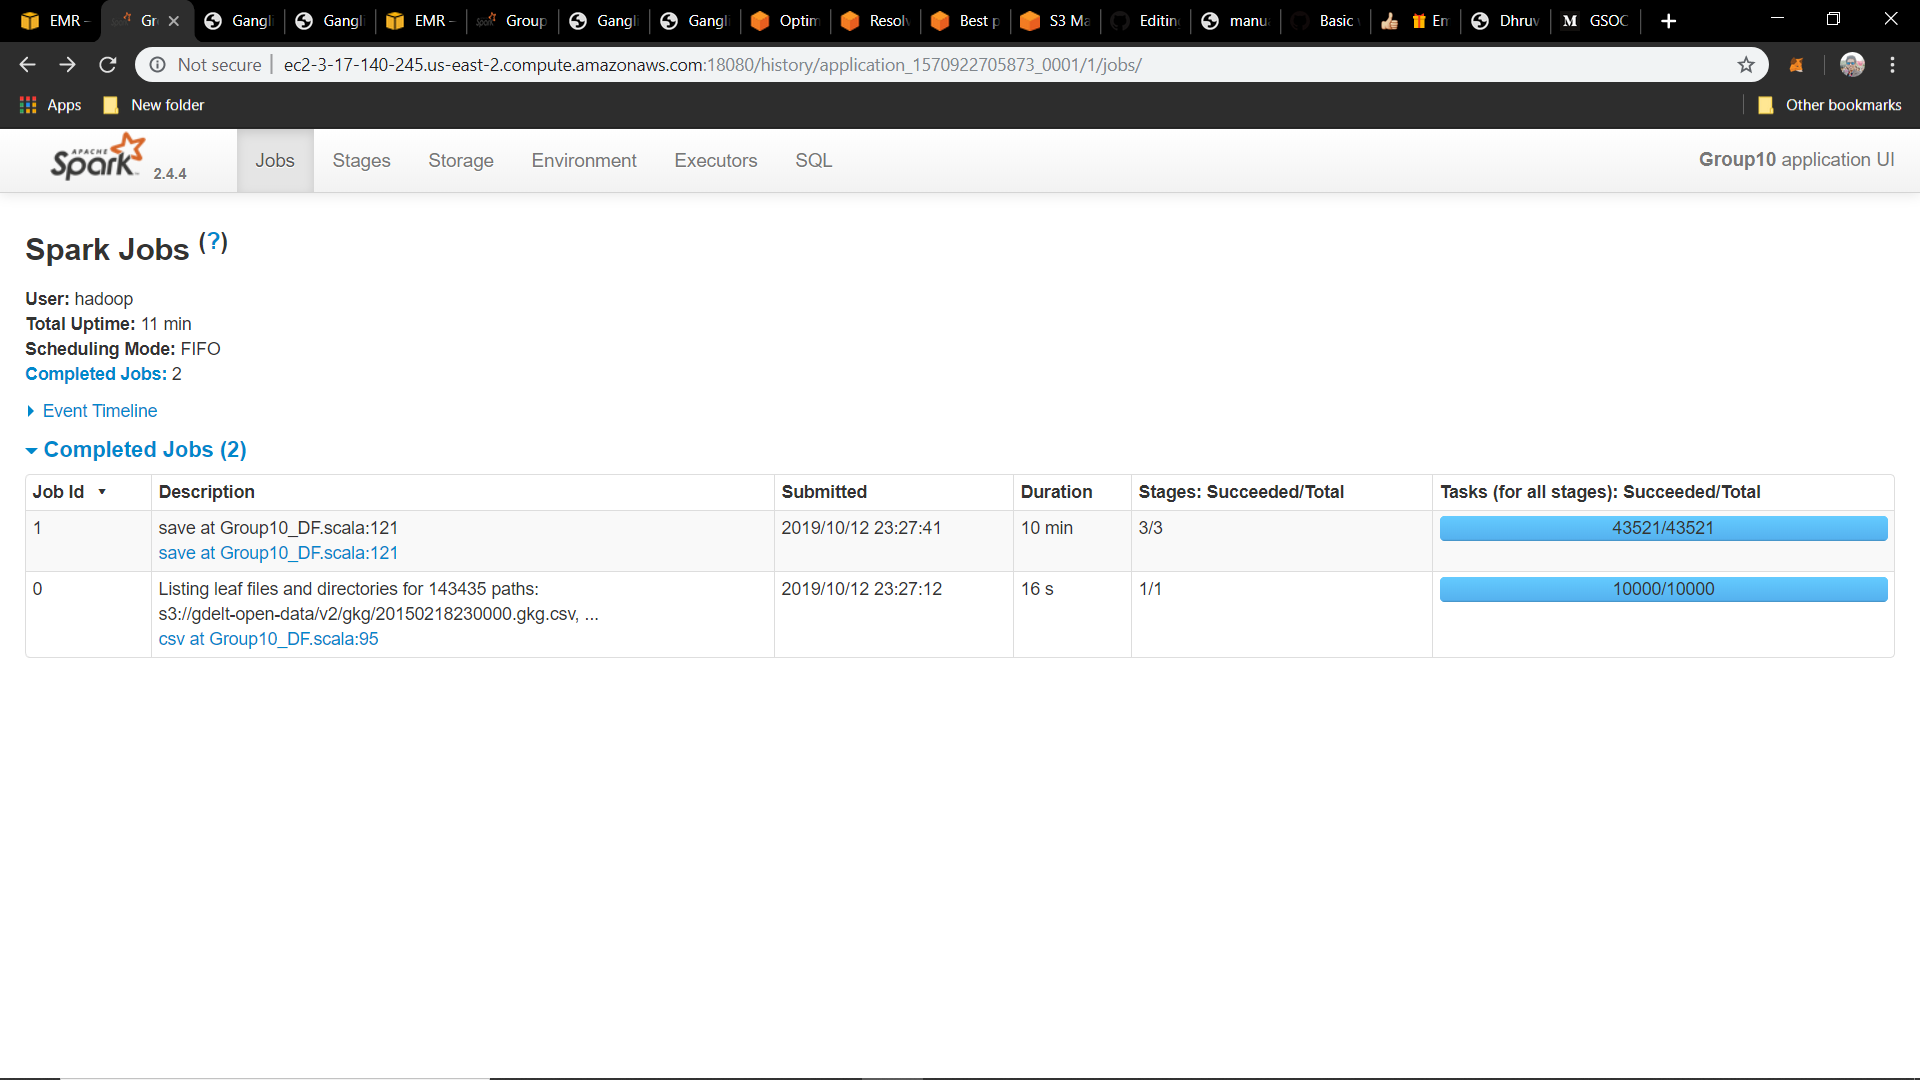 EMR – Gr Gangli Gangli EMR – Group Gangli Gangli Optim Resolv Best p S3 Ma Editin manu Basic Em Dhruv M GSOC
Not secure ec2-3-17-140-245.us-east-2.compute.amazonaws.com:18080/history/application_1570922705873_0001/1/jobs/
Apps New folder Other bookmarks
APACHE Spark 2.4.4 Jobs Stages Storage Environment Executors SQL Group10 application UI
Spark Jobs (?)
User: hadoop
Total Uptime: 11 min
Scheduling Mode: FIFO
Completed Jobs: 2
Event Timeline
Completed Jobs (2)
Job Id ▾ Description Submitted Duration Stages: Succeeded/Total Tasks (for all stages): Succeeded/Total
1 save at Group10_DF.scala:121 2019/10/12 23:27:41 10 min 3/3 43521/43521
save at Group10_DF.scala:121
0 Listing leaf files and directories for 143435 paths: 2019/10/12 23:27:12 16 s 1/1 10000/10000
s3://gdelt-open-data/v2/gkg/20150218230000.gkg.csv, ...
csv at Group10_DF.scala:95